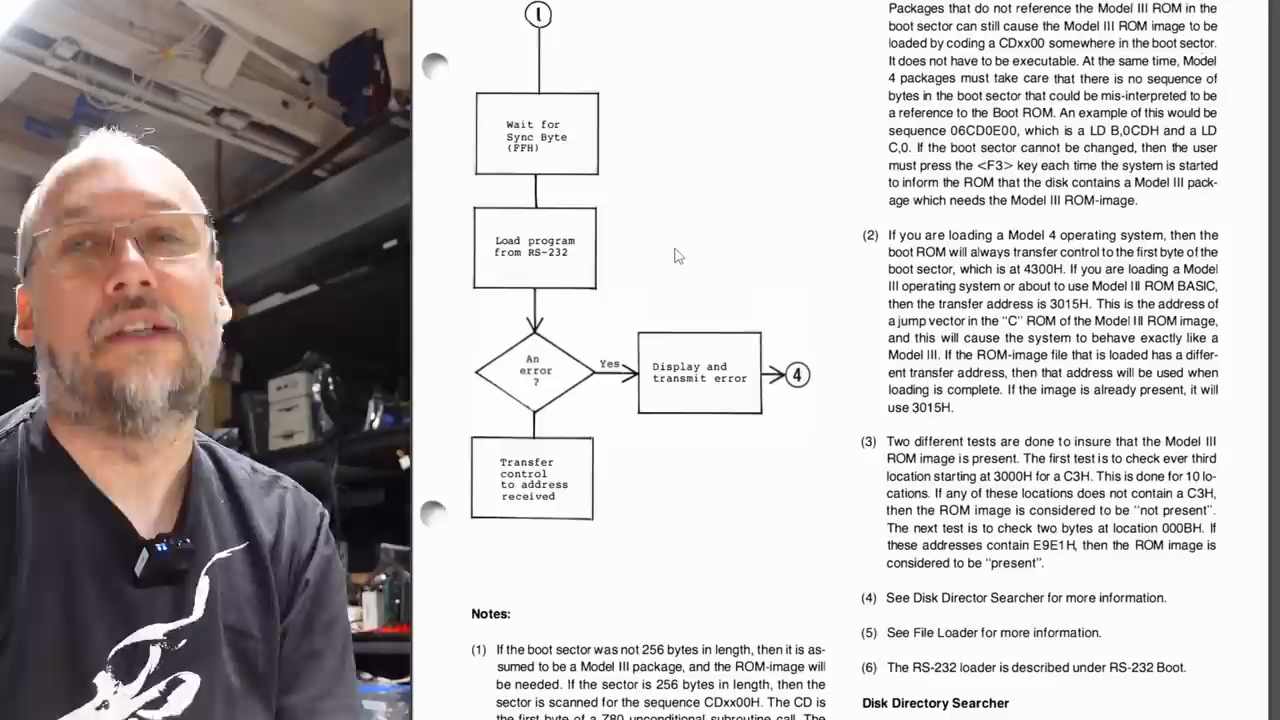 1
Wait for
Sync Byte
(FFH)
Load program
from RS-232
An
error
?
Yes
Display and
transmit error
4
Transfer
control
to address
received
Notes:
(1) If the boot sector was not 256 bytes in length, then it is as-
sumed to be a Model III package, and the ROM-image will
be needed. If the sector is 256 bytes in length, then the
sector is scanned for the sequence CDxx00H. The CD is
the first byte of a Z80 unconditional subroutine call. The
Packages that do not reference the Model III ROM in the
boot sector can still cause the Model III ROM image to be
loaded by coding a CDxx00 somewhere in the boot sector.
It does not have to be executable. At the same time, Model
4 packages must take care that there is no sequence of
bytes in the boot sector that could be mis-interpreted to be
a reference to the Boot ROM. An example of this would be
sequence 06CD0E00, which is a LD B,0CDH and a LD
C,0. If the boot sector cannot be changed, then the user
must press the <F3> key each time the system is started
to inform the ROM that the disk contains a Model III pack-
age which needs the Model III ROM-image.
(2) If you are loading a Model 4 operating system, then the
boot ROM will always transfer control to the first byte of the
boot sector, which is at 4300H. If you are loading a Model
III operating system or about to use Model III ROM BASIC,
then the transfer address is 3015H. This is the address of
a jump vector in the "C" ROM of the Model III ROM image,
and this will cause the system to behave exactly like a
Model III. If the ROM-image file that is loaded has a differ-
ent transfer address, then that address will be used when
loading is complete. If the image is already present, it will
use 3015H.
(3) Two different tests are done to insure that the Model III
ROM image is present. The first test is to check ever third
location starting at 3000H for a C3H. This is done for 10 lo-
cations. If any of these locations does not contain a C3H,
then the ROM image is considered to be "not present".
The next test is to check two bytes at location 000BH. If
these addresses contain E9E1H, then the ROM image is
considered to be "present".
(4) See Disk Director Searcher for more information.
(5) See File Loader for more information.
(6) The RS-232 loader is described under RS-232 Boot.
Disk Directory Searcher